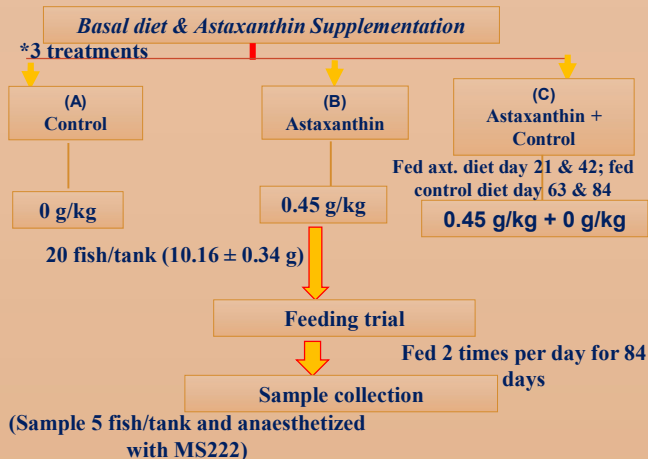 Basal diet & Astaxanthin Supplementation
*3 treatments
(A)
Control
(B)
Astaxanthin
(C)
Astaxanthin +
Control
Fed axt. diet day 21 & 42; fed
control diet day 63 & 84
0 g/kg
0.45 g/kg
0.45 g/kg + 0 g/kg
20 fish/tank (10.16 ± 0.34 g)
Feeding trial
Fed 2 times per day for 84
days
Sample collection
(Sample 5 fish/tank and anaesthetized
with MS222)